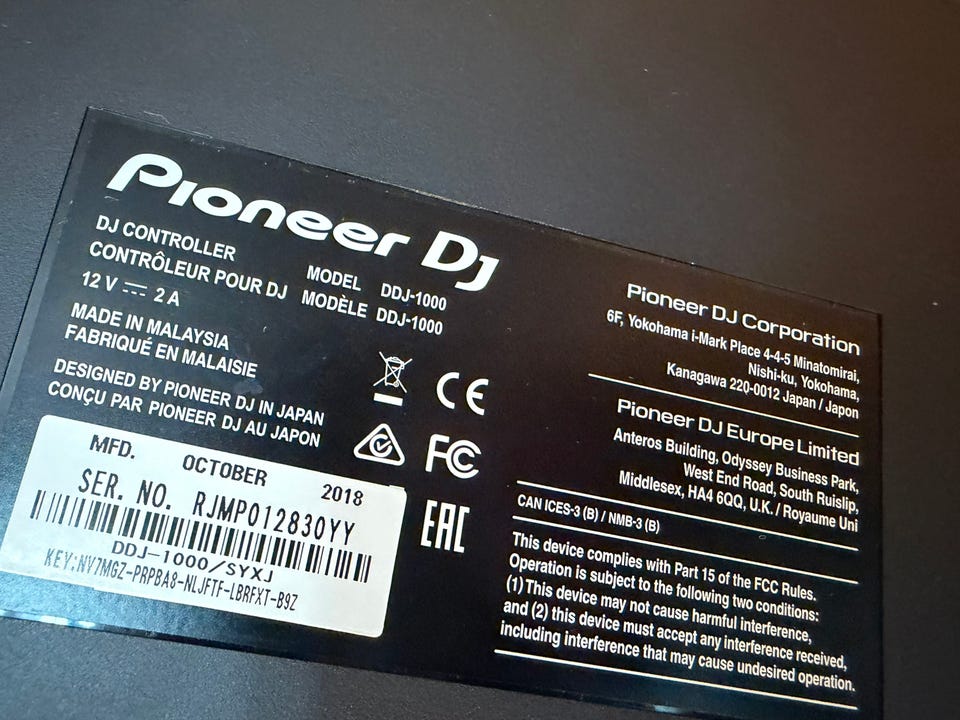 Pioneer DJ
DJ CONTROLLER
CONTRÔLEUR POUR DJ
MODEL DDJ-1000
MODÈLE DDJ-1000
12 V ⎓ 2 A
MADE IN MALAYSIA
FABRIQUÉ EN MALAISIE
DESIGNED BY PIONEER DJ IN JAPAN
CONÇU PAR PIONEER DJ AU JAPON
CE
FC
EAC
MFD. OCTOBER 2018
SER. NO. RJMP012830YY
DDJ-1000/SYXJ
KEY:NV7MGZ-PRPBA8-NLJFTF-LBRFXT-B9Z
Pioneer DJ Corporation
6F, Yokohama i-Mark Place 4-4-5 Minatomirai,
Nishi-ku, Yokohama,
Kanagawa 220-0012 Japan / Japon
Pioneer DJ Europe Limited
Anteros Building, Odyssey Business Park,
West End Road, South Ruislip,
Middlesex, HA4 6QQ, U.K. / Royaume Uni
CAN ICES-3 (B) / NMB-3 (B)
This device complies with Part 15 of the FCC Rules.
Operation is subject to the following two conditions:
(1) This device may not cause harmful interference,
and (2) this device must accept any interference received,
including interference that may cause undesired operation.